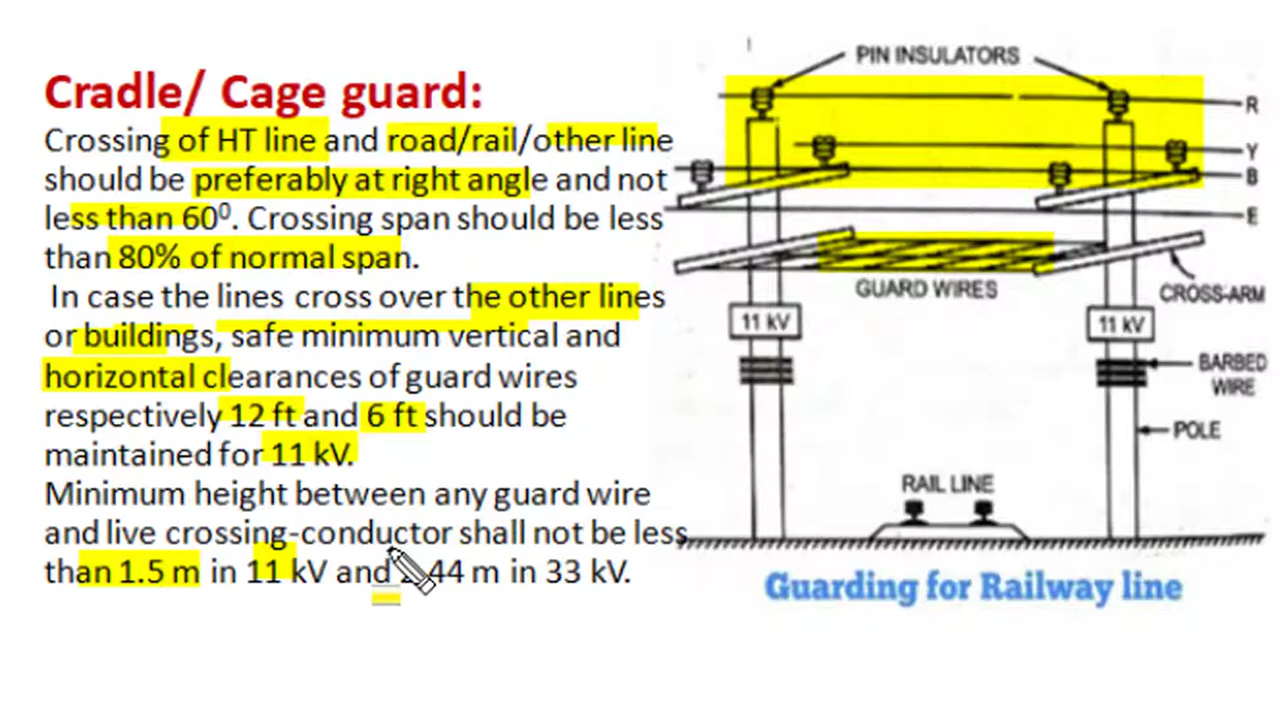 Cradle/ Cage guard:
Crossing of HT line and road/rail/other line
should be preferably at right angle and not
less than 60⁰. Crossing span should be less
than 80% of normal span.
In case the lines cross over the other lines
or buildings, safe minimum vertical and
horizontal clearances of guard wires
respectively 12 ft and 6 ft should be
maintained for 11 kV.
Minimum height between any guard wire
and live crossing-conductor shall not be less
than 1.5 m in 11 kV and 44 m in 33 kV.
PIN INSULATORS
R
Y
B
E
GUARD WIRES
CROSS-ARM
11 kV
11 kV
BARBED
WIRE
POLE
RAIL LINE
Guarding for Railway line